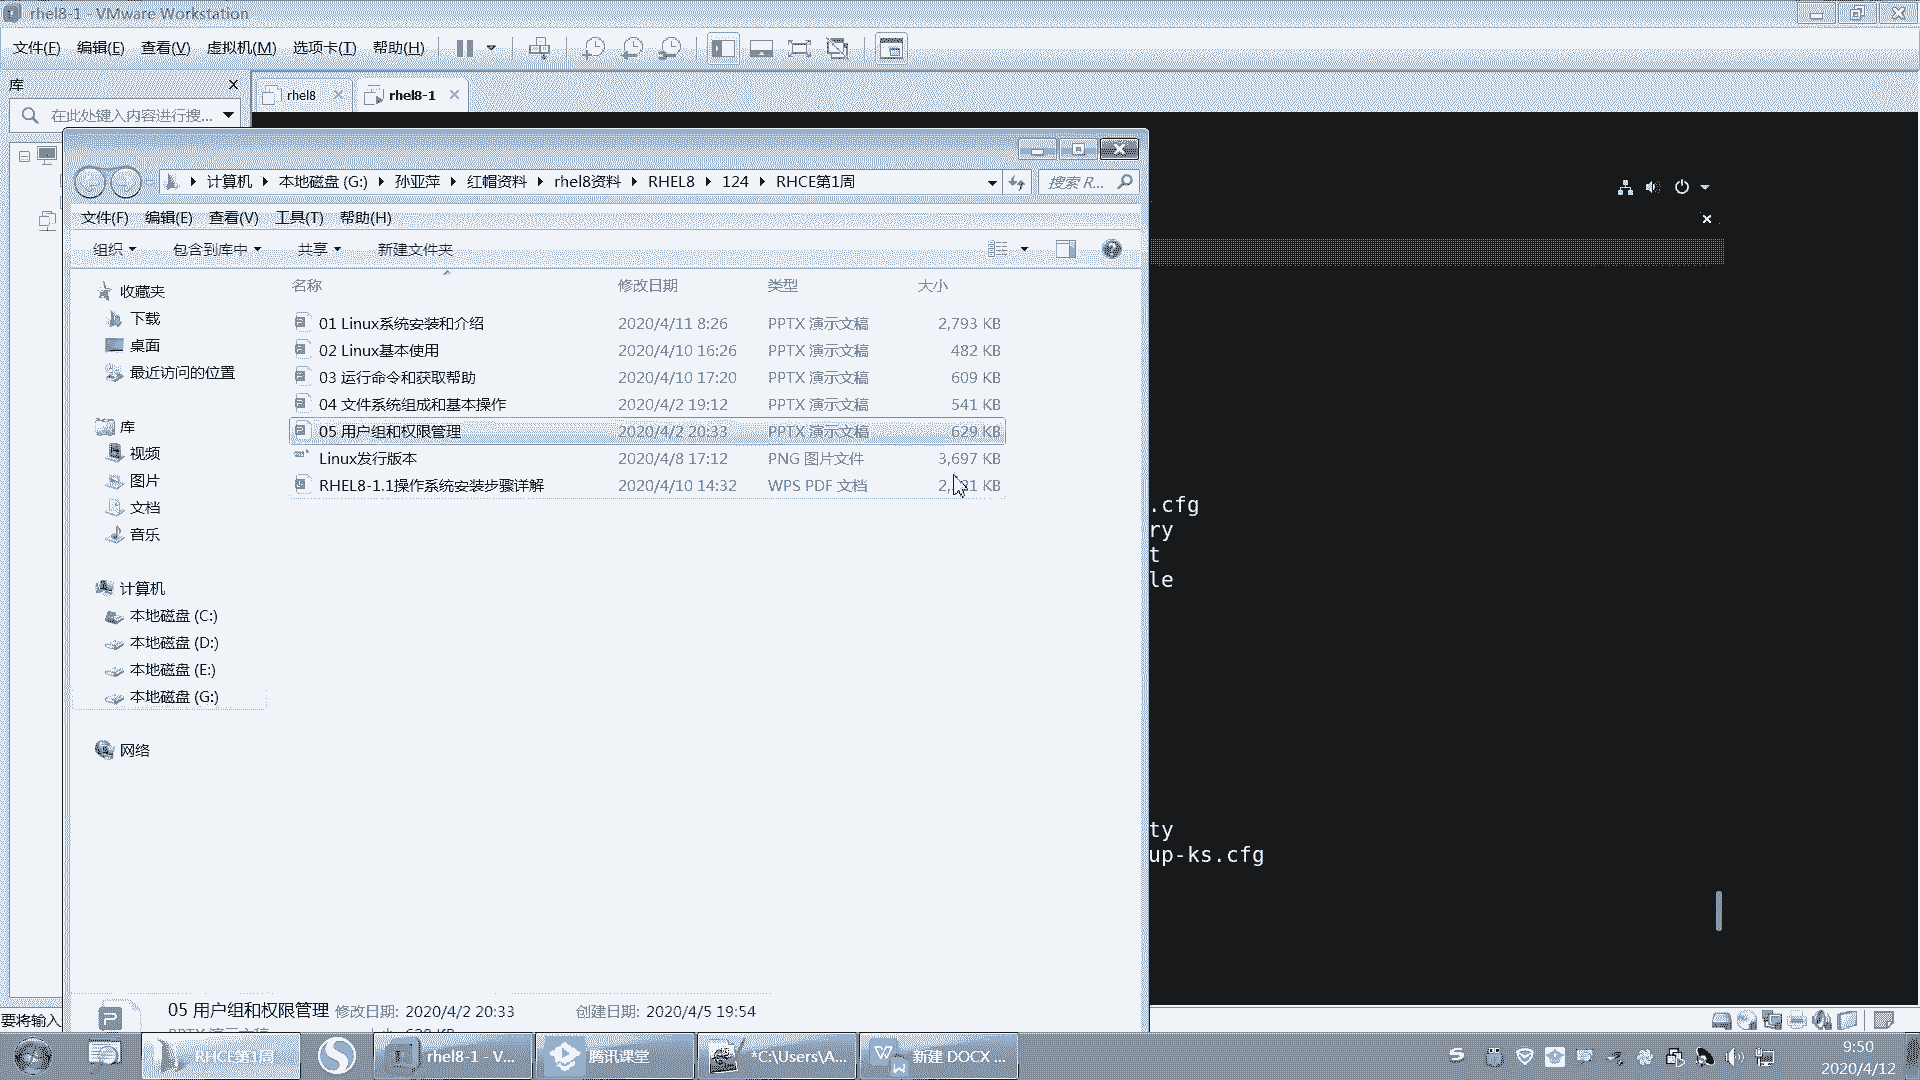 rhel8-1 - VMware Workstation
文件(F) 编辑(E) 查看(V) 虚拟机(M) 选项卡(T) 帮助(H)
库
在此处键入内容进行搜...
rhel8
rhel8-1
计算机 本地磁盘 (G:) 孙亚萍 红帽资料 rhel8资料 RHEL8 124 RHCE第1周
搜索 R...
文件(F) 编辑(E) 查看(V) 工具(T) 帮助(H)
组织 包含到库中 共享 新建文件夹
名称 修改日期 类型 大小
01 Linux系统安装和介绍 2020/4/11 8:26 PPTX 演示文稿 2,793 KB
02 Linux基本使用 2020/4/10 16:26 PPTX 演示文稿 482 KB
03 运行命令和获取帮助 2020/4/10 17:20 PPTX 演示文稿 609 KB
04 文件系统组成和基本操作 2020/4/2 19:12 PPTX 演示文稿 541 KB
05 用户组和权限管理 2020/4/2 20:33 PPTX 演示文稿 629 KB
Linux发行版本 2020/4/8 17:12 PNG 图片文件 3,697 KB
RHEL8-1.1操作系统安装步骤详解 2020/4/10 14:32 WPS PDF 文档 KB
收藏夹
下载
桌面
最近访问的位置
库
视频
图片
文档
音乐
计算机
本地磁盘 (C:)
本地磁盘 (D:)
本地磁盘 (E:)
本地磁盘 (G:)
网络
.cfg
ry
t
le
ty
up-ks.cfg
05 用户组和权限管理 修改日期: 2020/4/2 20:33 创建日期: 2020/4/5 19:54
要将输入
RHCE第1周
rhel8-1 - V...
腾讯课堂
*C:\Users\A...
新建 DOCX ...
9:50
2020/4/12